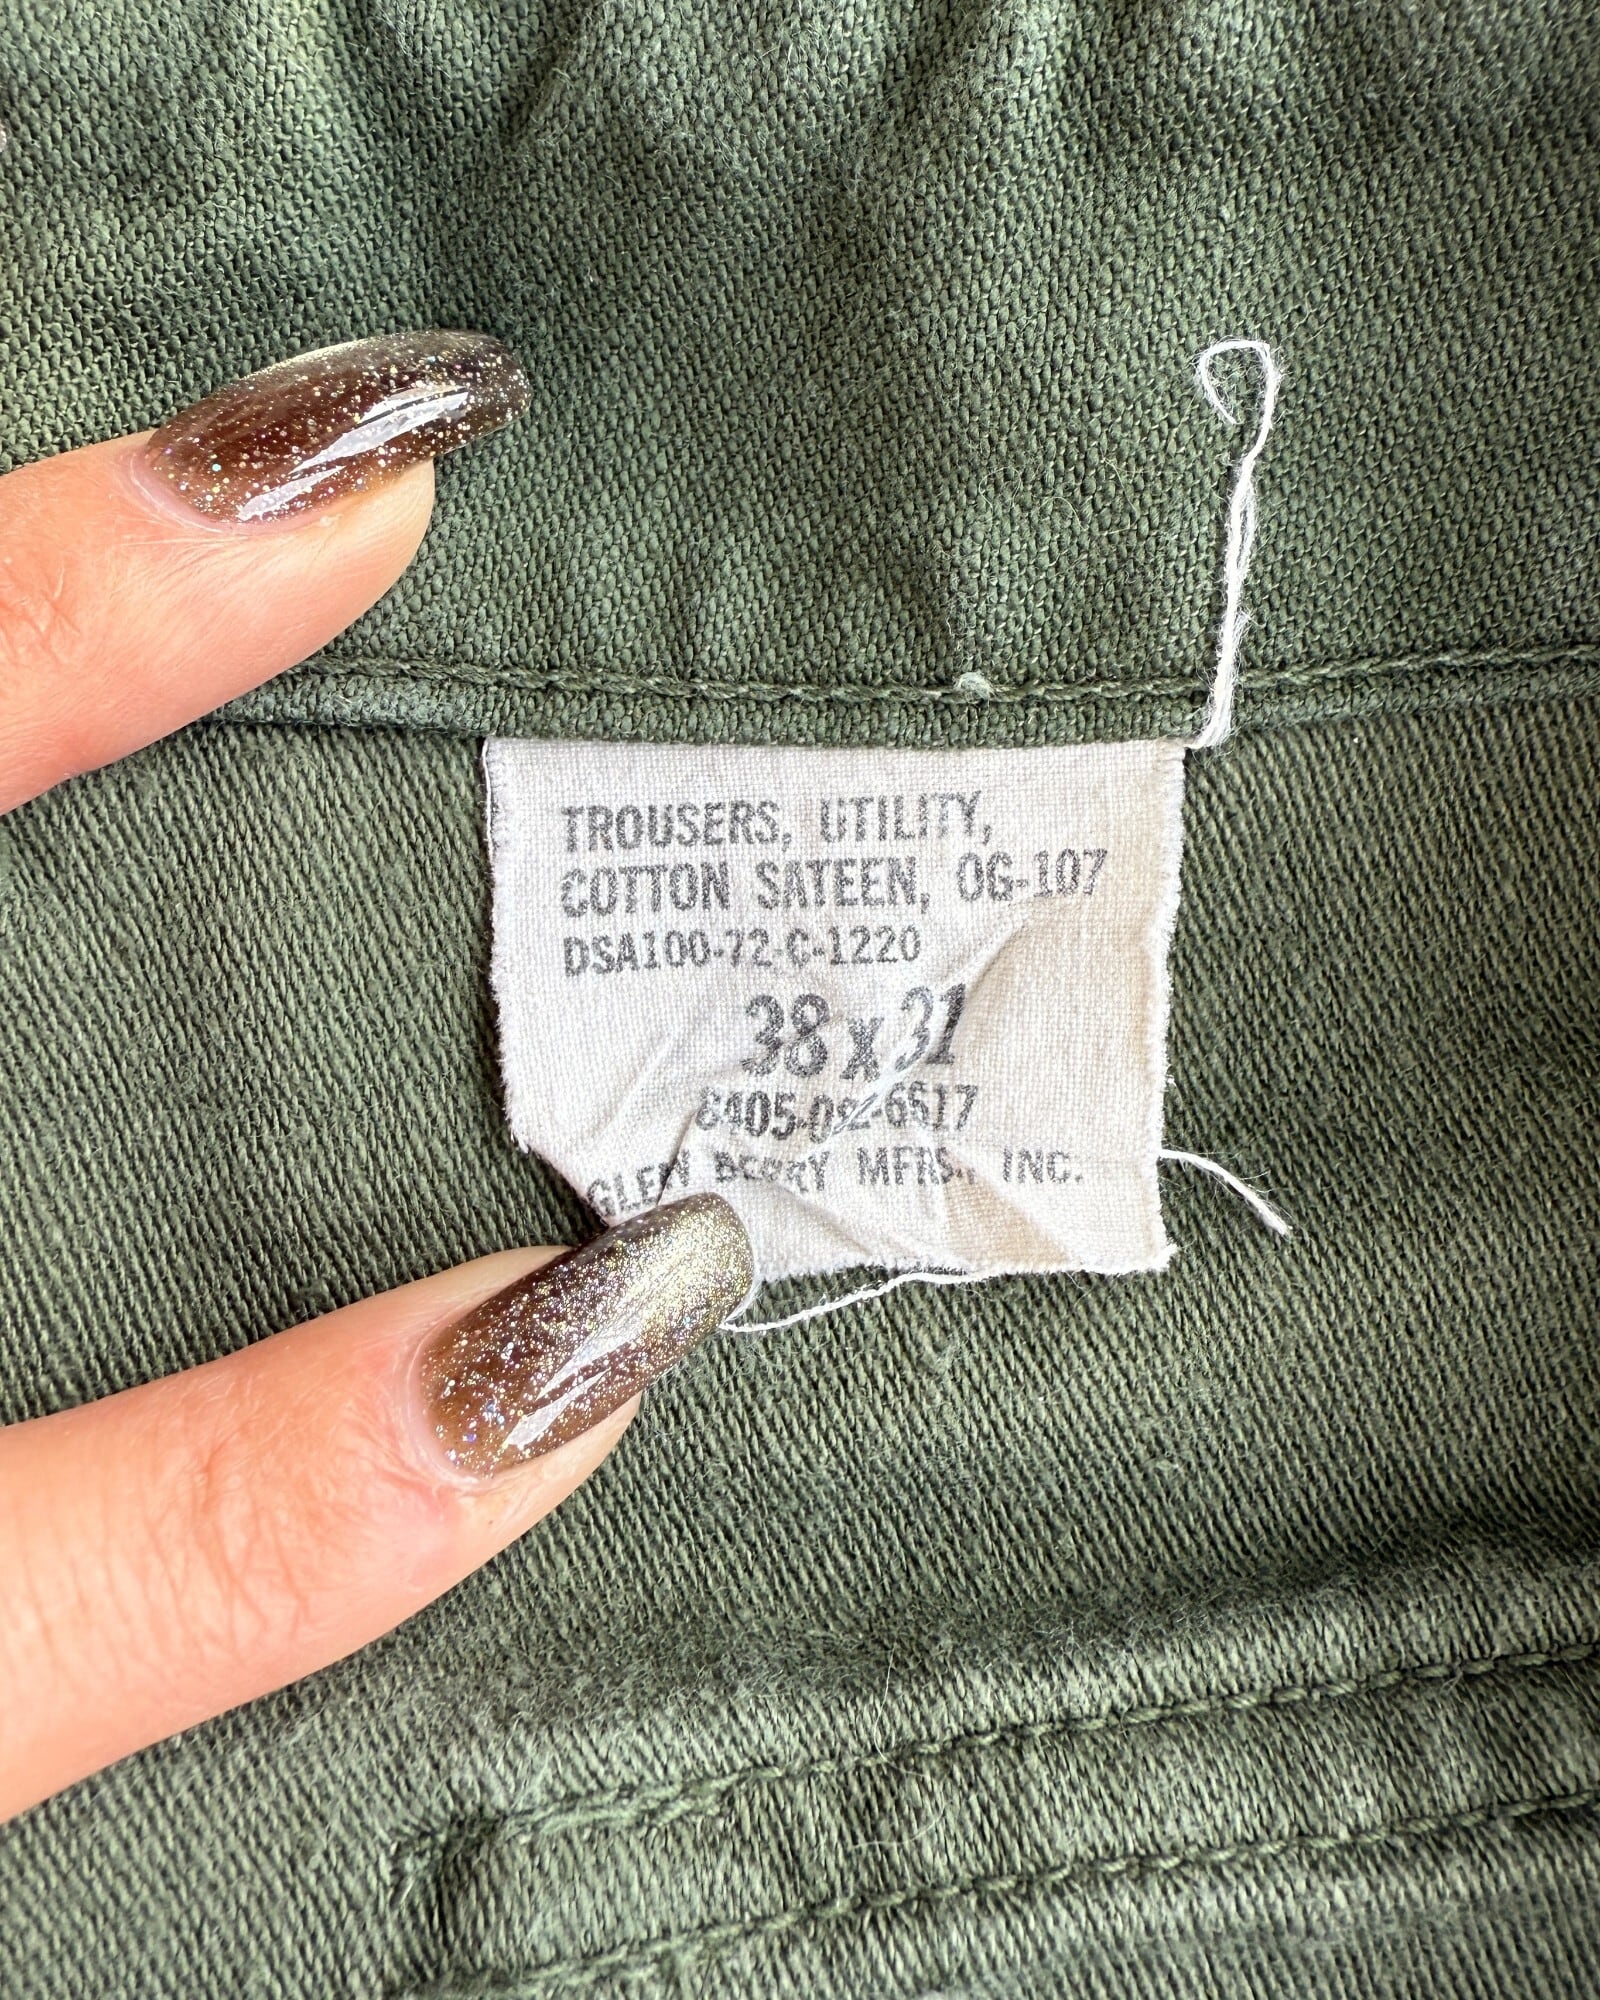 TROUSERS, UTILITY,
COTTON SATEEN, OG-107
DSA100-72-C-1220
38 x 31
8405-082-6617
GLEN BERRY MFRS., INC.